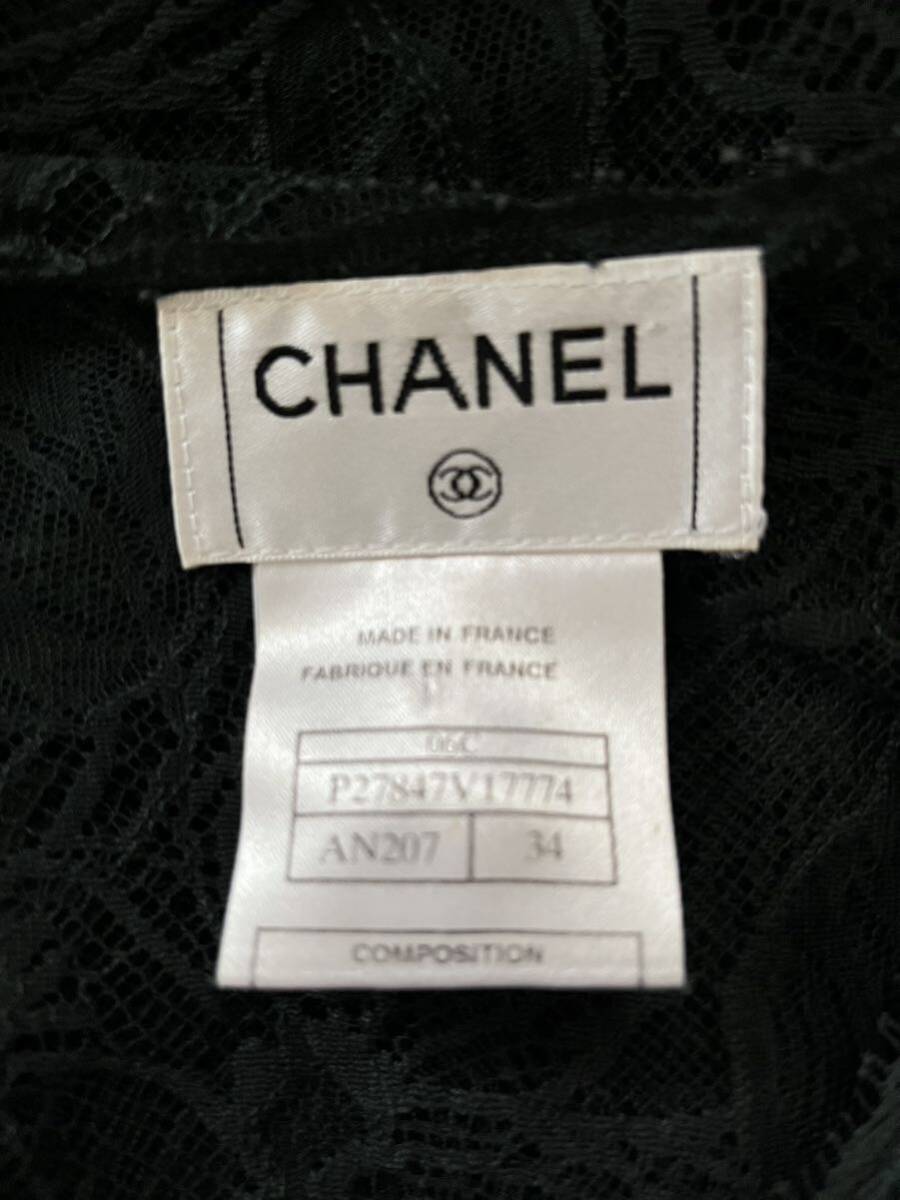 CHANEL
MADE IN FRANCE
FABRIQUE EN FRANCE
06C
P27847V17774
AN207 34
COMPOSITION